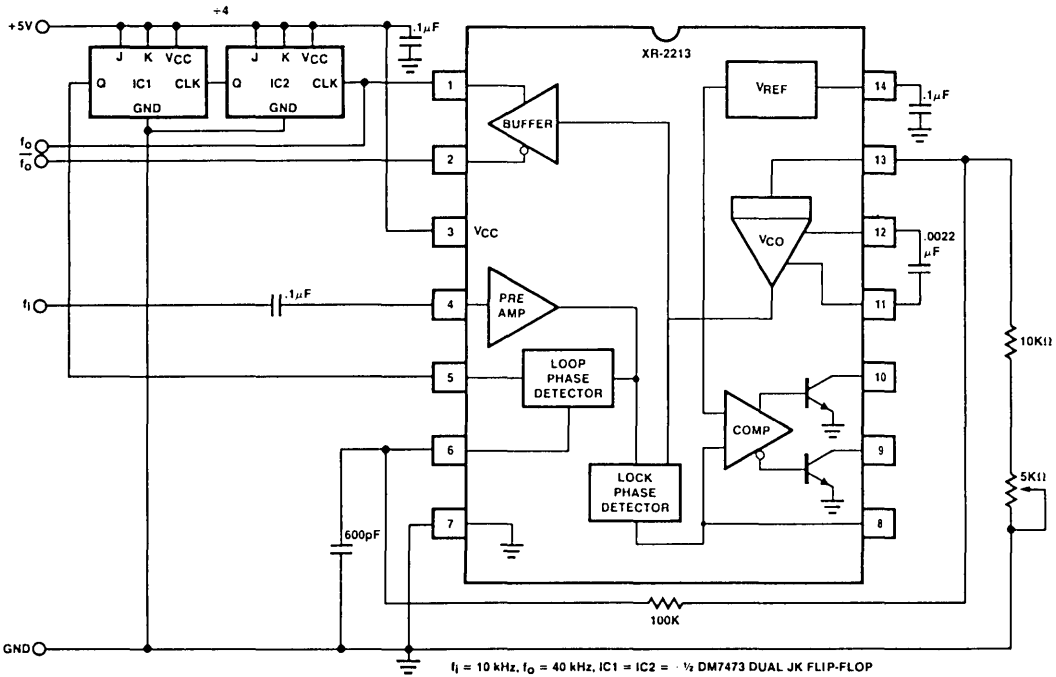 ÷4
+5V
.1µF
J K VCC
Q IC1 CLK
GND
J K VCC
Q IC2 CLK
GND
fo
fo
fi
.1µF
600pF
GND
XR-2213
1
2
3
4
5
6
7
VCC
BUFFER
PRE
AMP
LOOP
PHASE
DETECTOR
LOCK
PHASE
DETECTOR
VREF
VCO
COMP
14
13
12
11
10
9
8
.1µF
.0022
µF
10KΩ
5KΩ
100K
fi = 10 kHz, fo = 40 kHz, IC1 = IC2 = ½ DM7473 DUAL JK FLIP-FLOP